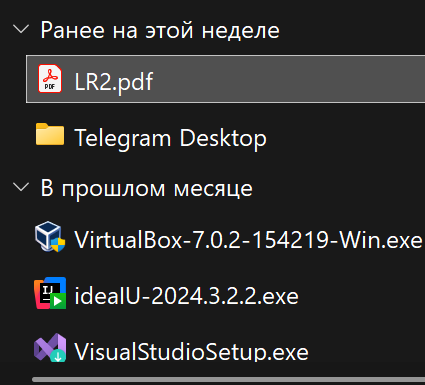 Ранее на этой неделе
LR2.pdf
Telegram Desktop
В прошлом месяце
VirtualBox-7.0.2-154219-Win.exe
ideaIU-2024.3.2.2.exe
VisualStudioSetup.exe